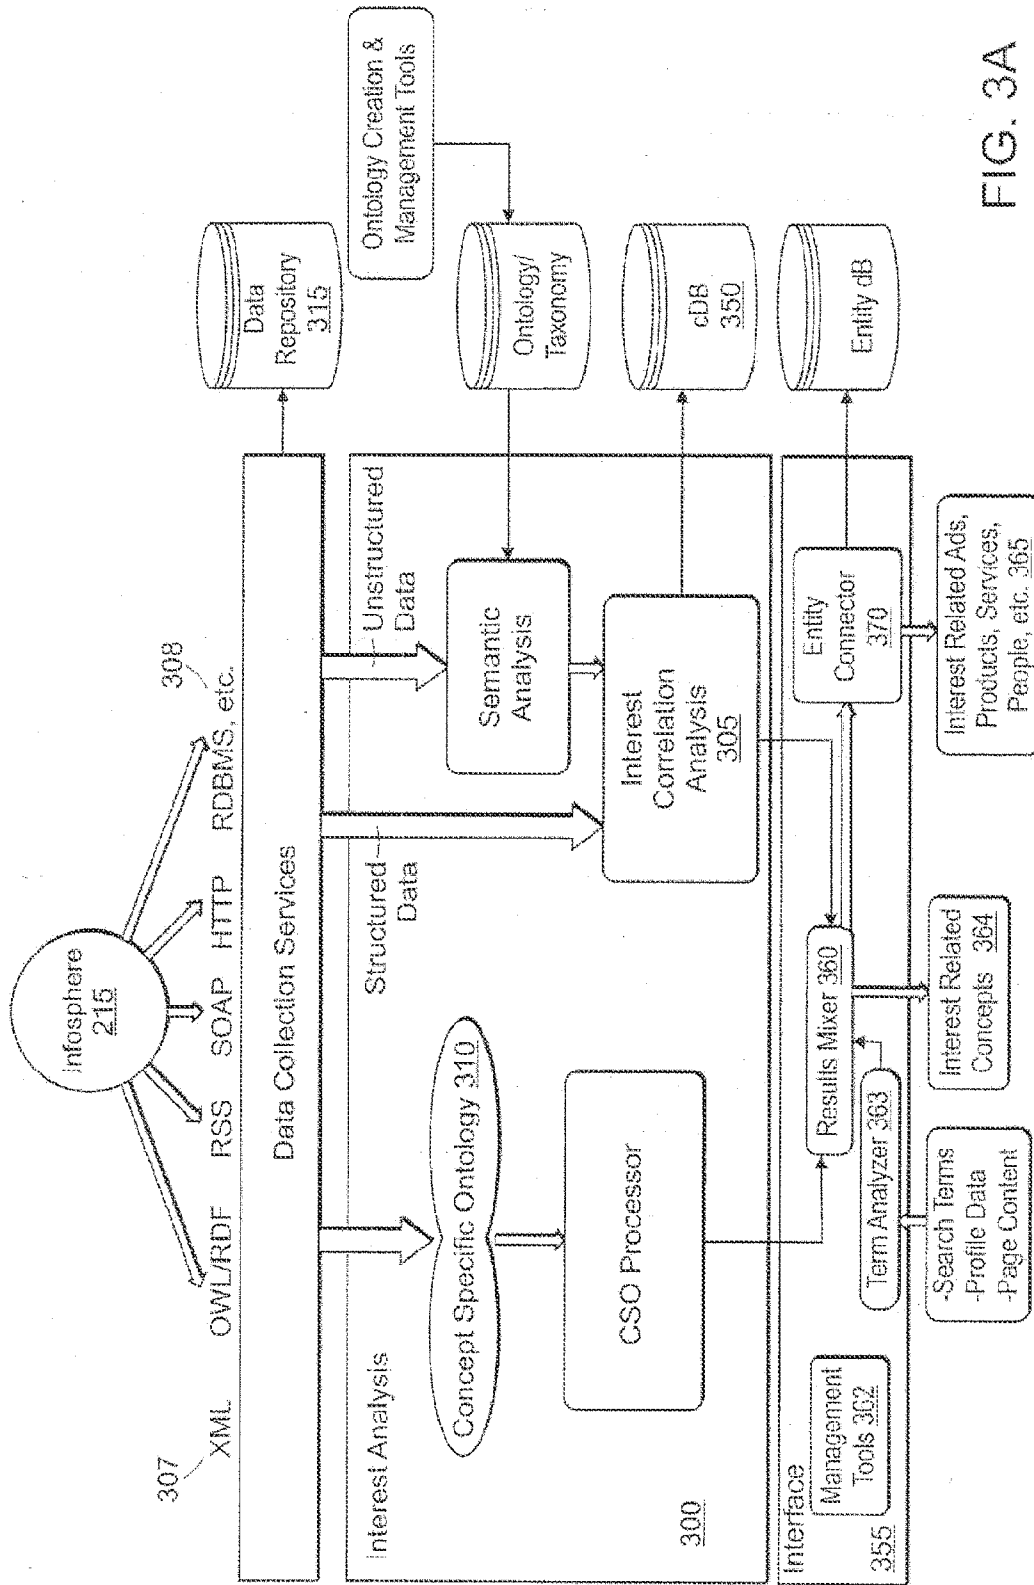 Infosphere
215
307
XML
OWL/RDF
RSS
SOAP
HTTP
RDBMS, etc.
308
Data Collection Services
Data
Repository
315
Ontology Creation &
Management Tools
Interest Analysis
Structured
Data
Unstructured
Data
Concept Specific Ontology 310
Semantic
Analysis
Ontology/
Taxonomy
CSO Processor
Interest
Correlation
Analysis
305
cDB
350
300
Interface
Management
Tools 362
355
Results Mixer 360
Term Analyzer 363
Entity
Connector
370
Entity dB
-Search Terms
-Profile Data
-Page Content
Interest Related
Concepts 364
Interest Related Ads,
Products, Services,
People, etc. 365
FIG. 3A